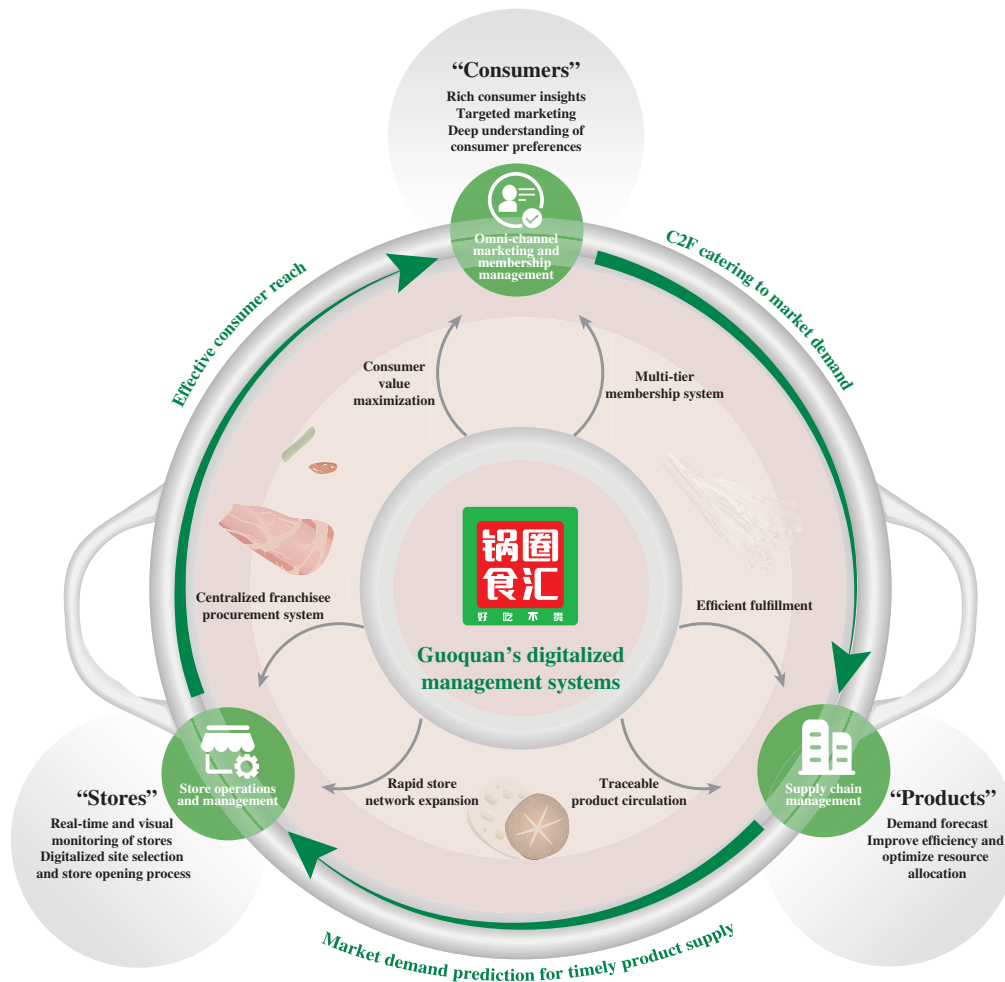 “Consumers”
Rich consumer insights
Targeted marketing
Deep understanding of
consumer preferences
Omni-channel
marketing and
membership
management
Effective consumer reach
C2F catering to market demand
Consumer
value
maximization
Multi-tier
membership system
锅圈
食汇
好吃不贵
Centralized franchisee
procurement system
Efficient fulfillment
Guoquan’s digitalized
management systems
Store operations
and management
Rapid store
network expansion
Traceable
product circulation
Supply chain
management
“Stores”
Real-time and visual
monitoring of stores
Digitalized site selection
and store opening process
“Products”
Demand forecast
Improve efficiency and
optimize resource
allocation
Market demand prediction for timely product supply